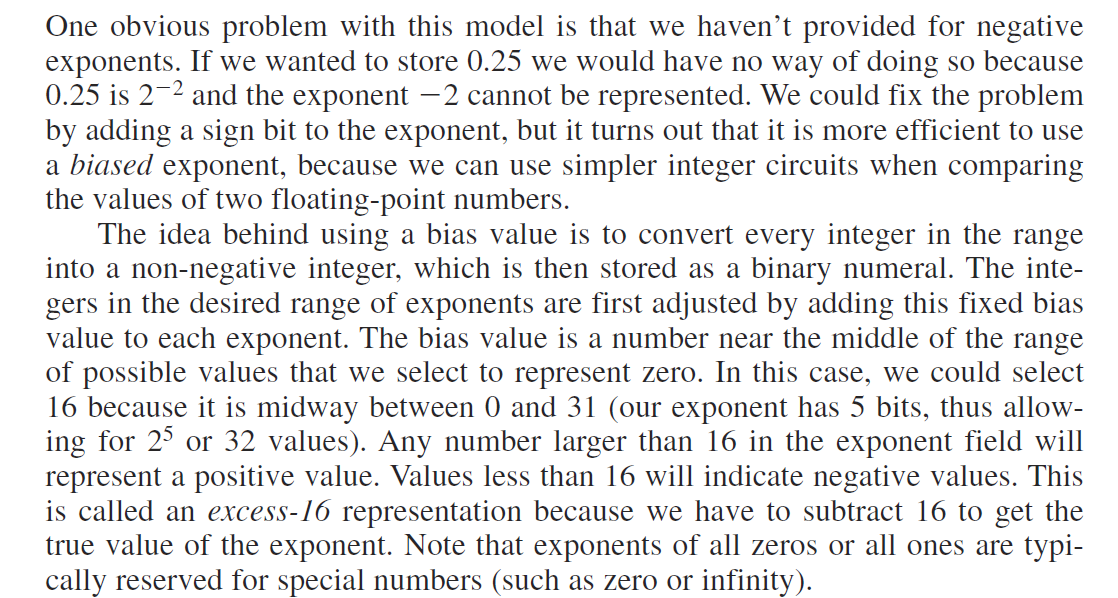 One obvious problem with this model is that we haven’t provided for negative
exponents. If we wanted to store 0.25 we would have no way of doing so because
0.25 is 2⁻² and the exponent −2 cannot be represented. We could fix the problem
by adding a sign bit to the exponent, but it turns out that it is more efficient to use
a biased exponent, because we can use simpler integer circuits when comparing
the values of two floating-point numbers.
The idea behind using a bias value is to convert every integer in the range
into a non-negative integer, which is then stored as a binary numeral. The inte-
gers in the desired range of exponents are first adjusted by adding this fixed bias
value to each exponent. The bias value is a number near the middle of the range
of possible values that we select to represent zero. In this case, we could select
16 because it is midway between 0 and 31 (our exponent has 5 bits, thus allow-
ing for 2⁵ or 32 values). Any number larger than 16 in the exponent field will
represent a positive value. Values less than 16 will indicate negative values. This
is called an excess-16 representation because we have to subtract 16 to get the
true value of the exponent. Note that exponents of all zeros or all ones are typi-
cally reserved for special numbers (such as zero or infinity).